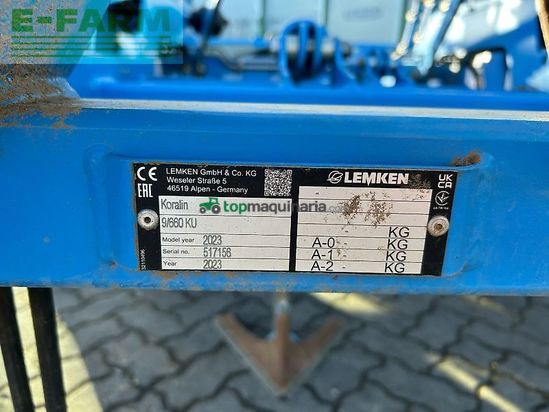 E-FARM
CE
EAC
LEMKEN GmbH & Co. KG
Weseler Straße 5
46519 Alpen - Germany
Koralin
9/660 KU
Model year 2023
Serial no. 517156
Year 2023
LEMKEN
UK
CA
KG
A-0 KG
A-1 KG
A-2 KG
topmaquinaria.com